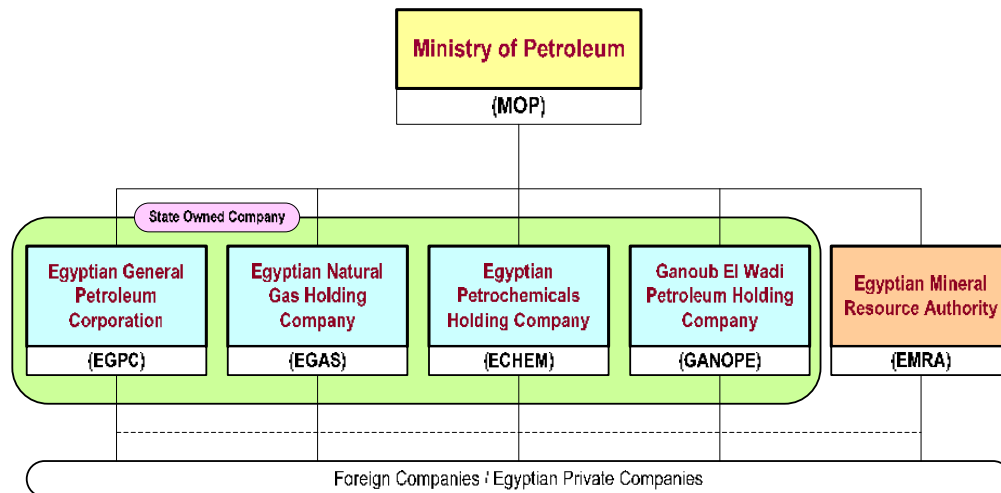 Ministry of Petroleum
(MOP)
State Owned Company
Egyptian General
Petroleum
Corporation
(EGPC)
Egyptian Natural
Gas Holding
Company
(EGAS)
Egyptian
Petrochemicals
Holding Company
(ECHEM)
Ganoub El Wadi
Petroleum Holding
Company
(GANOPE)
Egyptian Mineral
Resource Authority
(EMRA)
Foreign Companies / Egyptian Private Companies